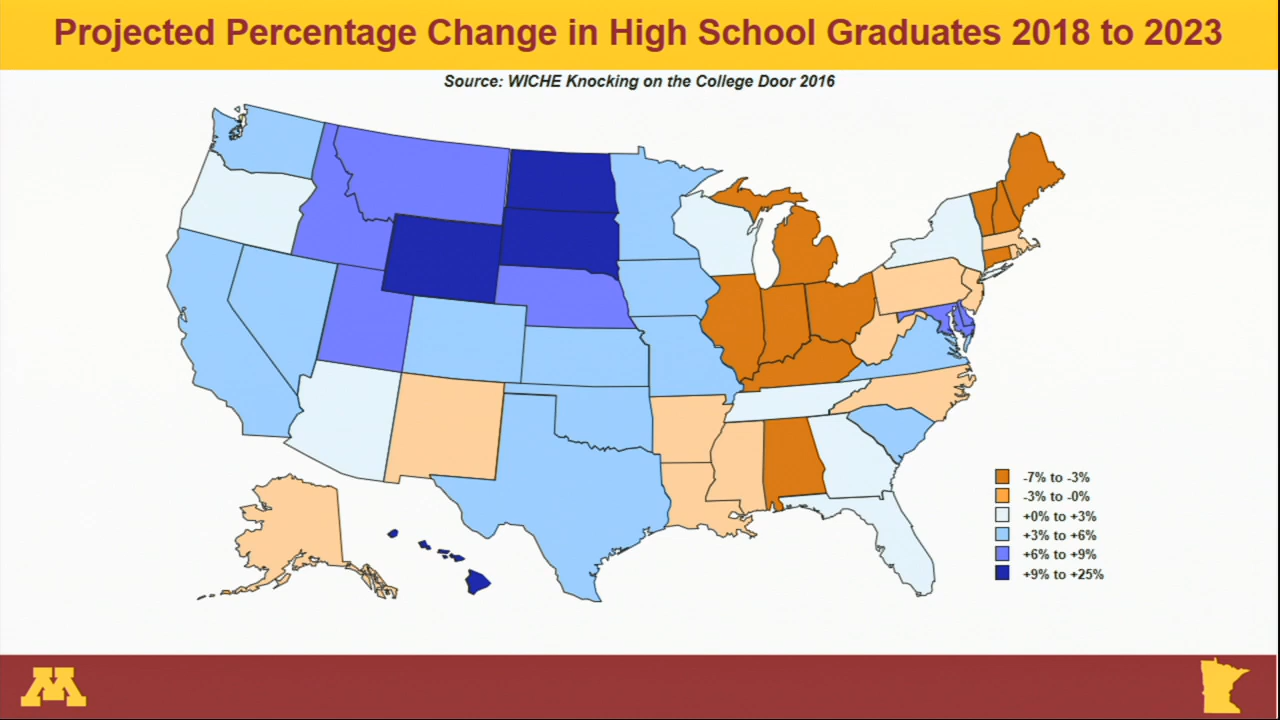 Projected Percentage Change in High School Graduates 2018 to 2023
Source: WICHE Knocking on the College Door 2016
-7% to -3%
-3% to -0%
+0% to +3%
+3% to +6%
+6% to +9%
+9% to +25%
M